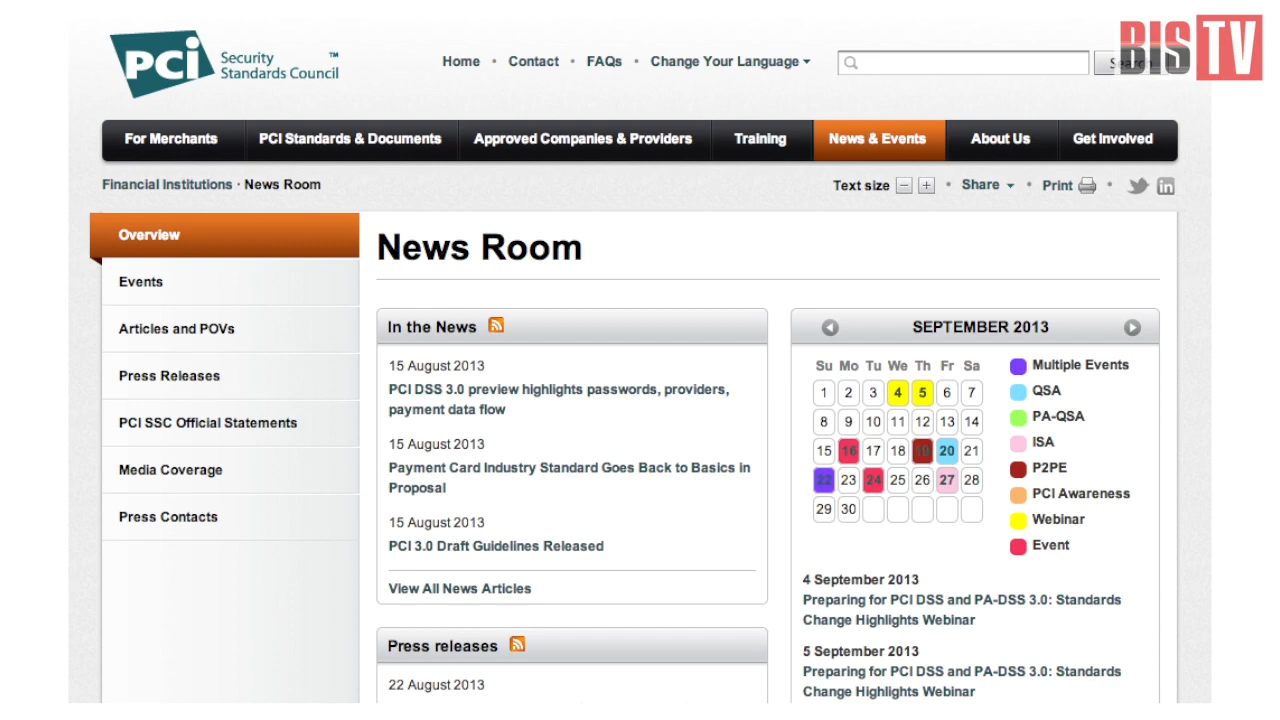 BIS TV
PCi Security
Standards Council ™
Home • Contact • FAQs • Change Your Language
Search
For Merchants PCI Standards & Documents Approved Companies & Providers Training News & Events About Us Get Involved
Financial Institutions · News Room
Text size − + • Share • Print • in
Overview
Events
Articles and POVs
Press Releases
PCI SSC Official Statements
Media Coverage
Press Contacts
News Room
In the News
15 August 2013
PCI DSS 3.0 preview highlights passwords, providers,
payment data flow
15 August 2013
Payment Card Industry Standard Goes Back to Basics in
Proposal
15 August 2013
PCI 3.0 Draft Guidelines Released
View All News Articles
Press releases
22 August 2013
SEPTEMBER 2013
Su Mo Tu We Th Fr Sa
1 2 3 4 5 6 7
8 9 10 11 12 13 14
15 16 17 18 19 20 21
22 23 24 25 26 27 28
29 30
Multiple Events
QSA
PA-QSA
ISA
P2PE
PCI Awareness
Webinar
Event
4 September 2013
Preparing for PCI DSS and PA-DSS 3.0: Standards
Change Highlights Webinar
5 September 2013
Preparing for PCI DSS and PA-DSS 3.0: Standards
Change Highlights Webinar